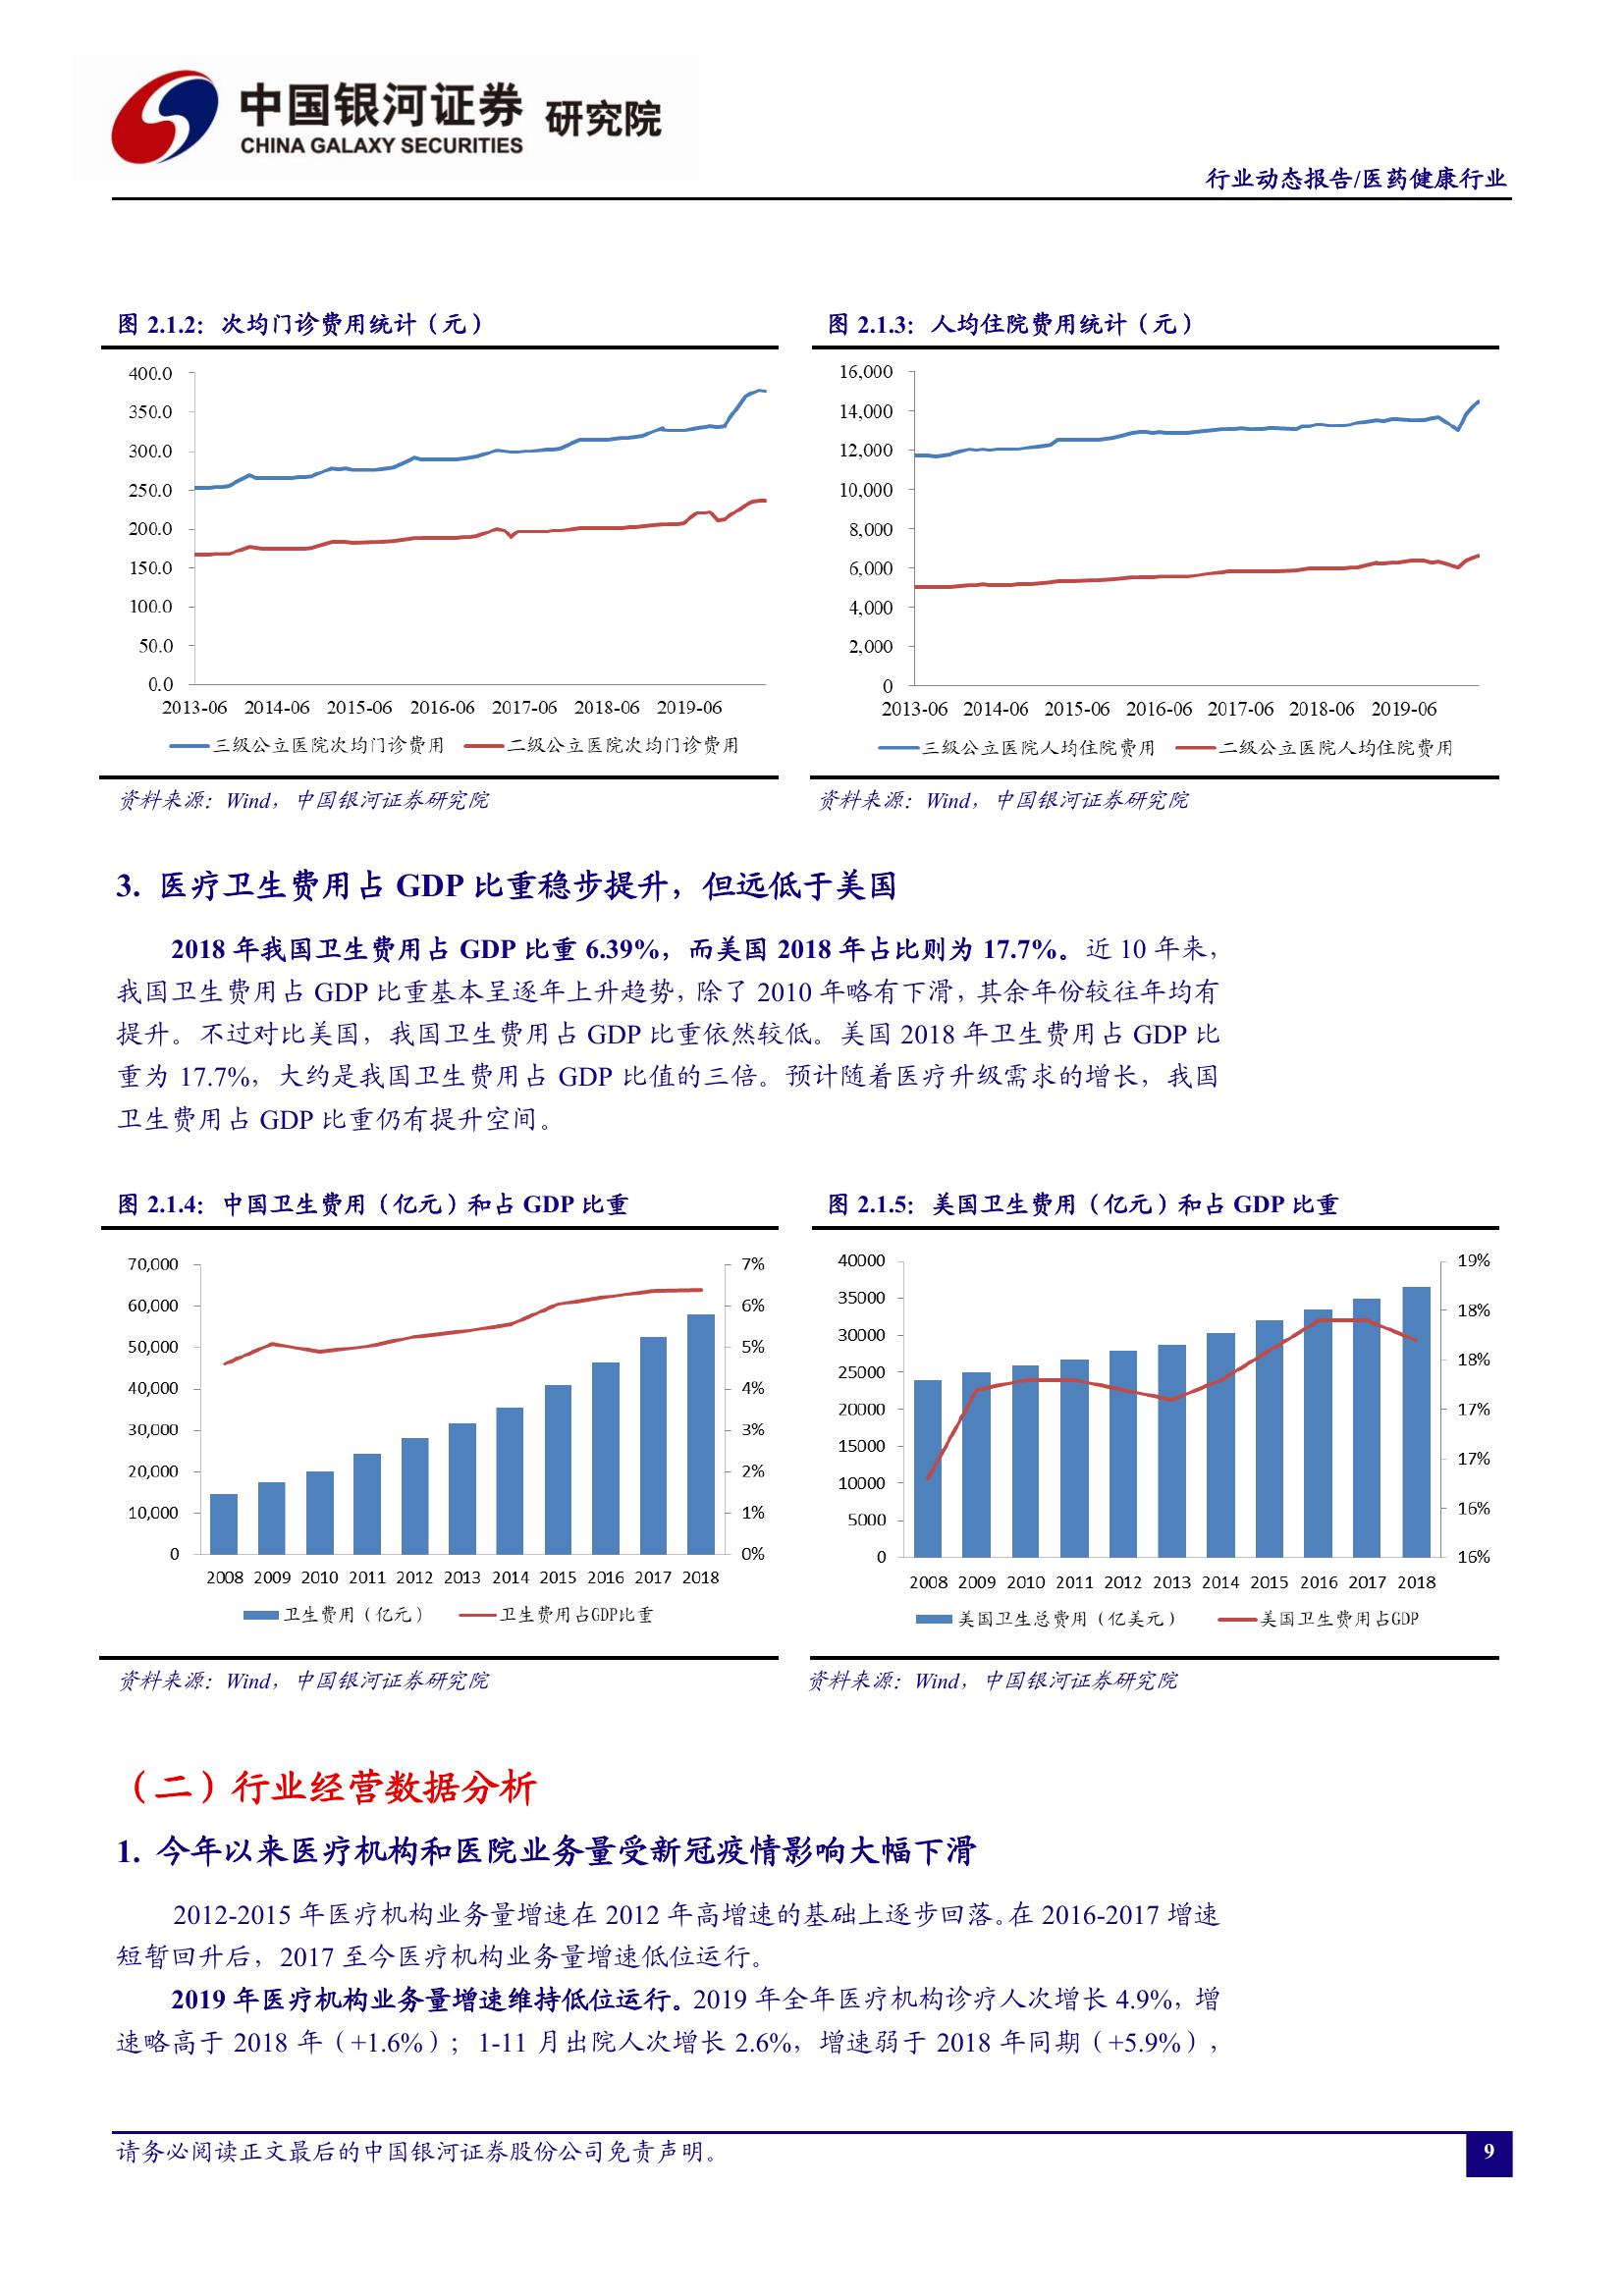 中国银河证券 研究院
CHINA GALAXY SECURITIES
行业动态报告/医药健康行业
图 2.1.2：次均门诊费用统计（元）
400.0
350.0
300.0
250.0
200.0
150.0
100.0
50.0
0.0
2013-06 2014-06 2015-06 2016-06 2017-06 2018-06 2019-06
三级公立医院次均门诊费用 二级公立医院次均门诊费用
资料来源：Wind，中国银河证券研究院
图 2.1.3：人均住院费用统计（元）
16,000
14,000
12,000
10,000
8,000
6,000
4,000
2,000
0
2013-06 2014-06 2015-06 2016-06 2017-06 2018-06 2019-06
三级公立医院人均住院费用 二级公立医院人均住院费用
资料来源：Wind，中国银河证券研究院
3. 医疗卫生费用占 GDP 比重稳步提升，但远低于美国
2018 年我国卫生费用占 GDP 比重 6.39%，而美国 2018 年占比则为 17.7%。近 10 年来，
我国卫生费用占 GDP 比重基本呈逐年上升趋势，除了 2010 年略有下滑，其余年份较往年均有
提升。不过对比美国，我国卫生费用占 GDP 比重依然较低。美国 2018 年卫生费用占 GDP 比
重为 17.7%，大约是我国卫生费用占 GDP 比值的三倍。预计随着医疗升级需求的增长，我国
卫生费用占 GDP 比重仍有提升空间。
图 2.1.4：中国卫生费用（亿元）和占 GDP 比重
70,000
60,000
50,000
40,000
30,000
20,000
10,000
0
7%
6%
5%
4%
3%
2%
1%
0%
2008 2009 2010 2011 2012 2013 2014 2015 2016 2017 2018
卫生费用（亿元） 卫生费用占GDP比重
资料来源：Wind，中国银河证券研究院
图 2.1.5：美国卫生费用（亿元）和占 GDP 比重
40000
35000
30000
25000
20000
15000
10000
5000
0
19%
18%
18%
17%
17%
16%
16%
2008 2009 2010 2011 2012 2013 2014 2015 2016 2017 2018
美国卫生总费用（亿美元） 美国卫生费用占GDP
资料来源：Wind，中国银河证券研究院
（二）行业经营数据分析
1. 今年以来医疗机构和医院业务量受新冠疫情影响大幅下滑
2012-2015 年医疗机构业务量增速在 2012 年高增速的基础上逐步回落。在 2016-2017 增速
短暂回升后，2017 至今医疗机构业务量增速低位运行。
2019 年医疗机构业务量增速维持低位运行。2019 年全年医疗机构诊疗人次增长 4.9%，增
速略高于 2018 年（+1.6%）；1-11 月出院人次增长 2.6%，增速弱于 2018 年同期（+5.9%），
请务必阅读正文最后的中国银河证券股份公司免责声明。
9